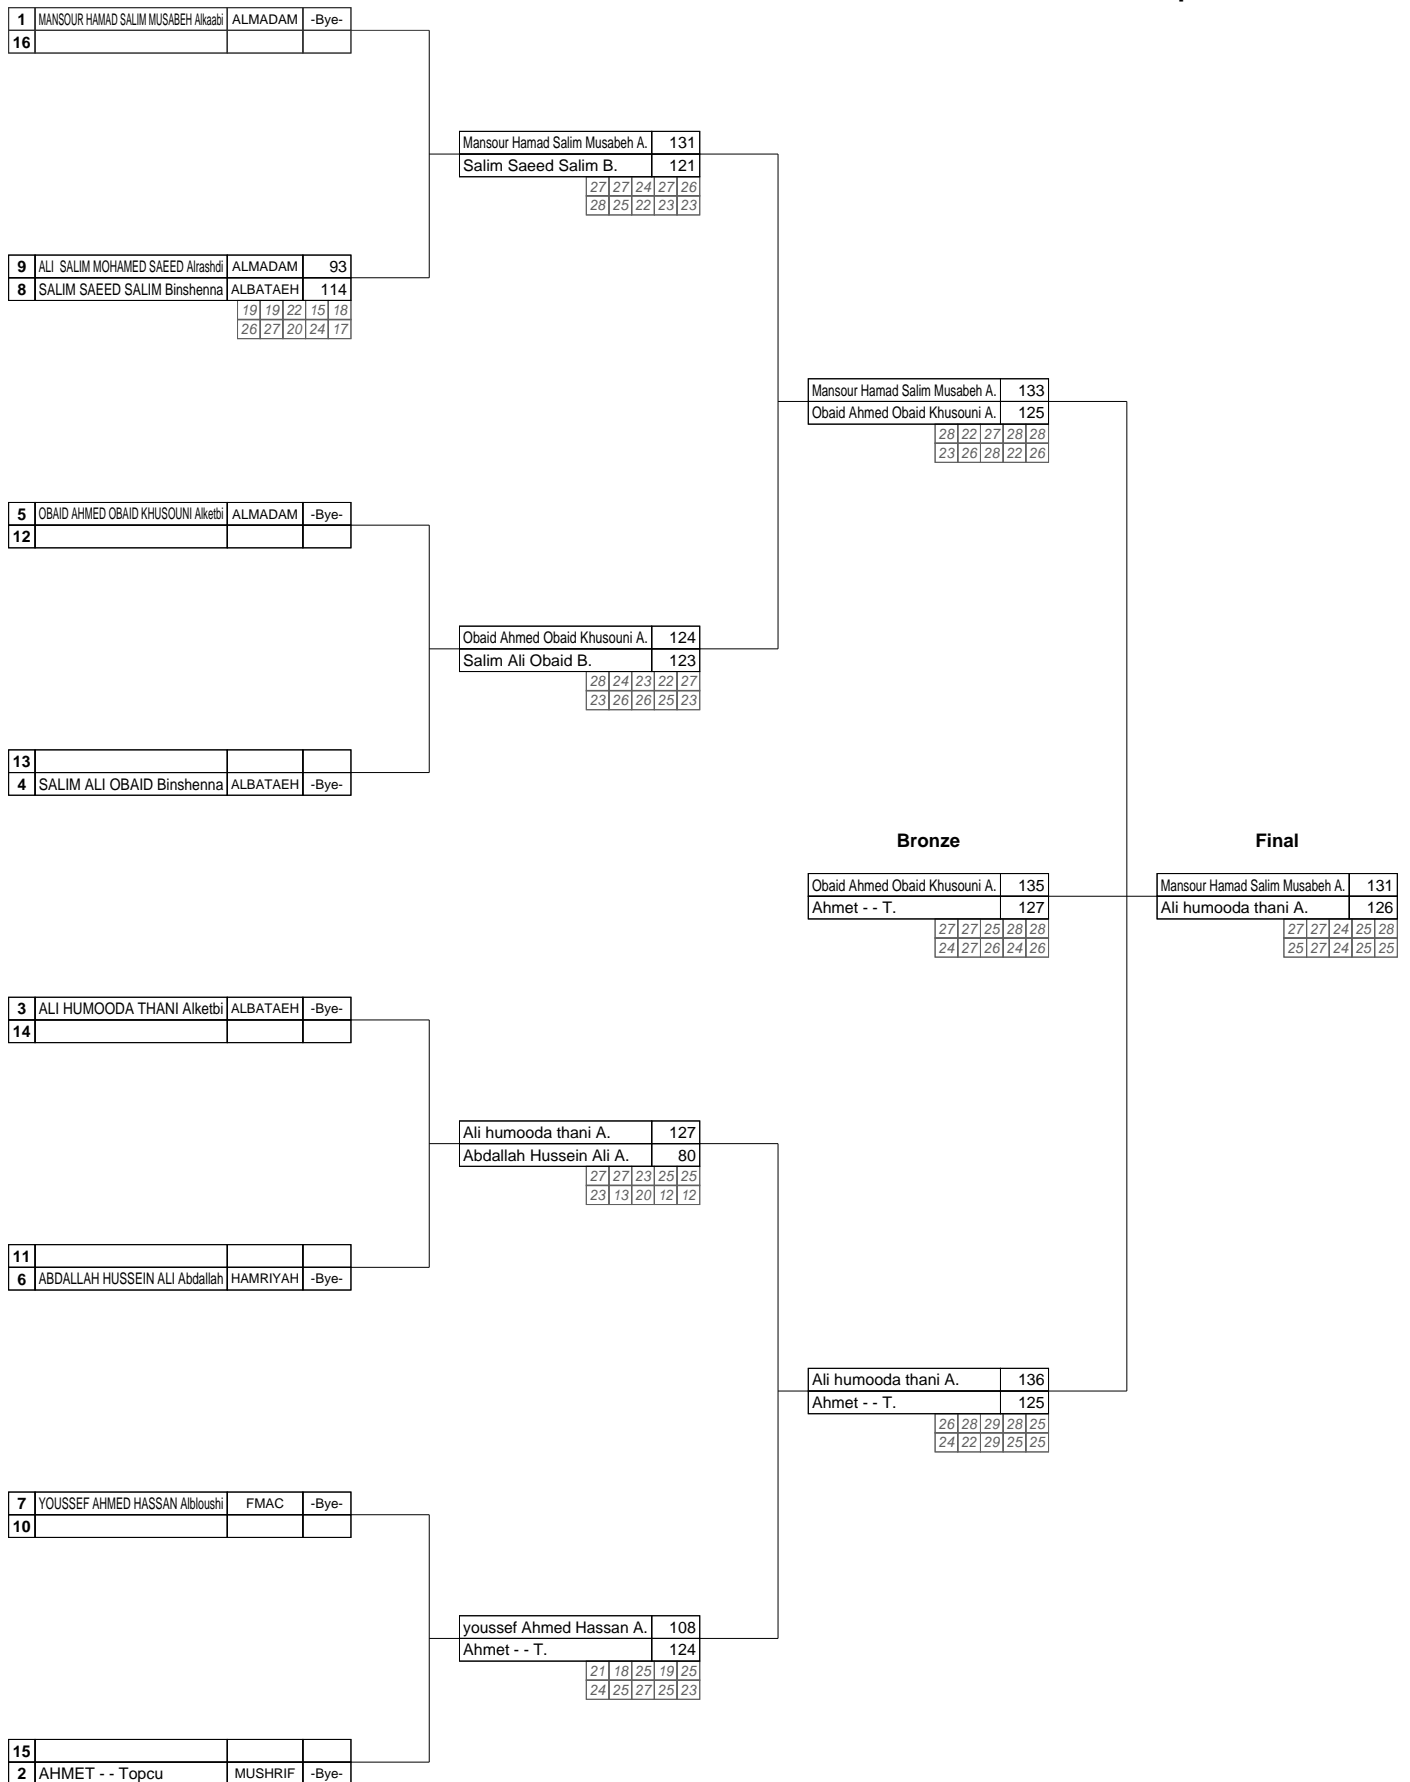 1 MANSOUR HAMAD SALIM MUSABEH Alkaabi ALMADAM -Bye-
16
Mansour Hamad Salim Musabeh A. 131
Salim Saeed Salim B. 121
27 27 24 27 26
28 25 22 23 23
9 ALI SALIM MOHAMED SAEED Alrashdi ALMADAM 93
8 SALIM SAEED SALIM Binshenna ALBATAEH 114
19 19 22 15 18
26 27 20 24 17
Mansour Hamad Salim Musabeh A. 133
Obaid Ahmed Obaid Khusouni A. 125
28 22 27 28 28
23 26 28 22 26
5 OBAID AHMED OBAID KHUSOUNI Alketbi ALMADAM -Bye-
12
Obaid Ahmed Obaid Khusouni A. 124
Salim Ali Obaid B. 123
28 24 23 22 27
23 26 26 25 23
13
4 SALIM ALI OBAID Binshenna ALBATAEH -Bye-
Bronze
Final
Obaid Ahmed Obaid Khusouni A. 135
Ahmet - - T. 127
27 27 25 28 28
24 27 26 24 26
Mansour Hamad Salim Musabeh A. 131
Ali humooda thani A. 126
27 27 24 25 28
25 27 24 25 25
3 ALI HUMOODA THANI Alketbi ALBATAEH -Bye-
14
Ali humooda thani A. 127
Abdallah Hussein Ali A. 80
27 27 23 25 25
23 13 20 12 12
11
6 ABDALLAH HUSSEIN ALI Abdallah HAMRIYAH -Bye-
Ali humooda thani A. 136
Ahmet - - T. 125
26 28 29 28 25
24 22 29 25 25
7 YOUSSEF AHMED HASSAN Albloushi FMAC -Bye-
10
youssef Ahmed Hassan A. 108
Ahmet - - T. 124
21 18 25 19 25
24 25 27 25 23
15
2 AHMET - - Topcu MUSHRIF -Bye-